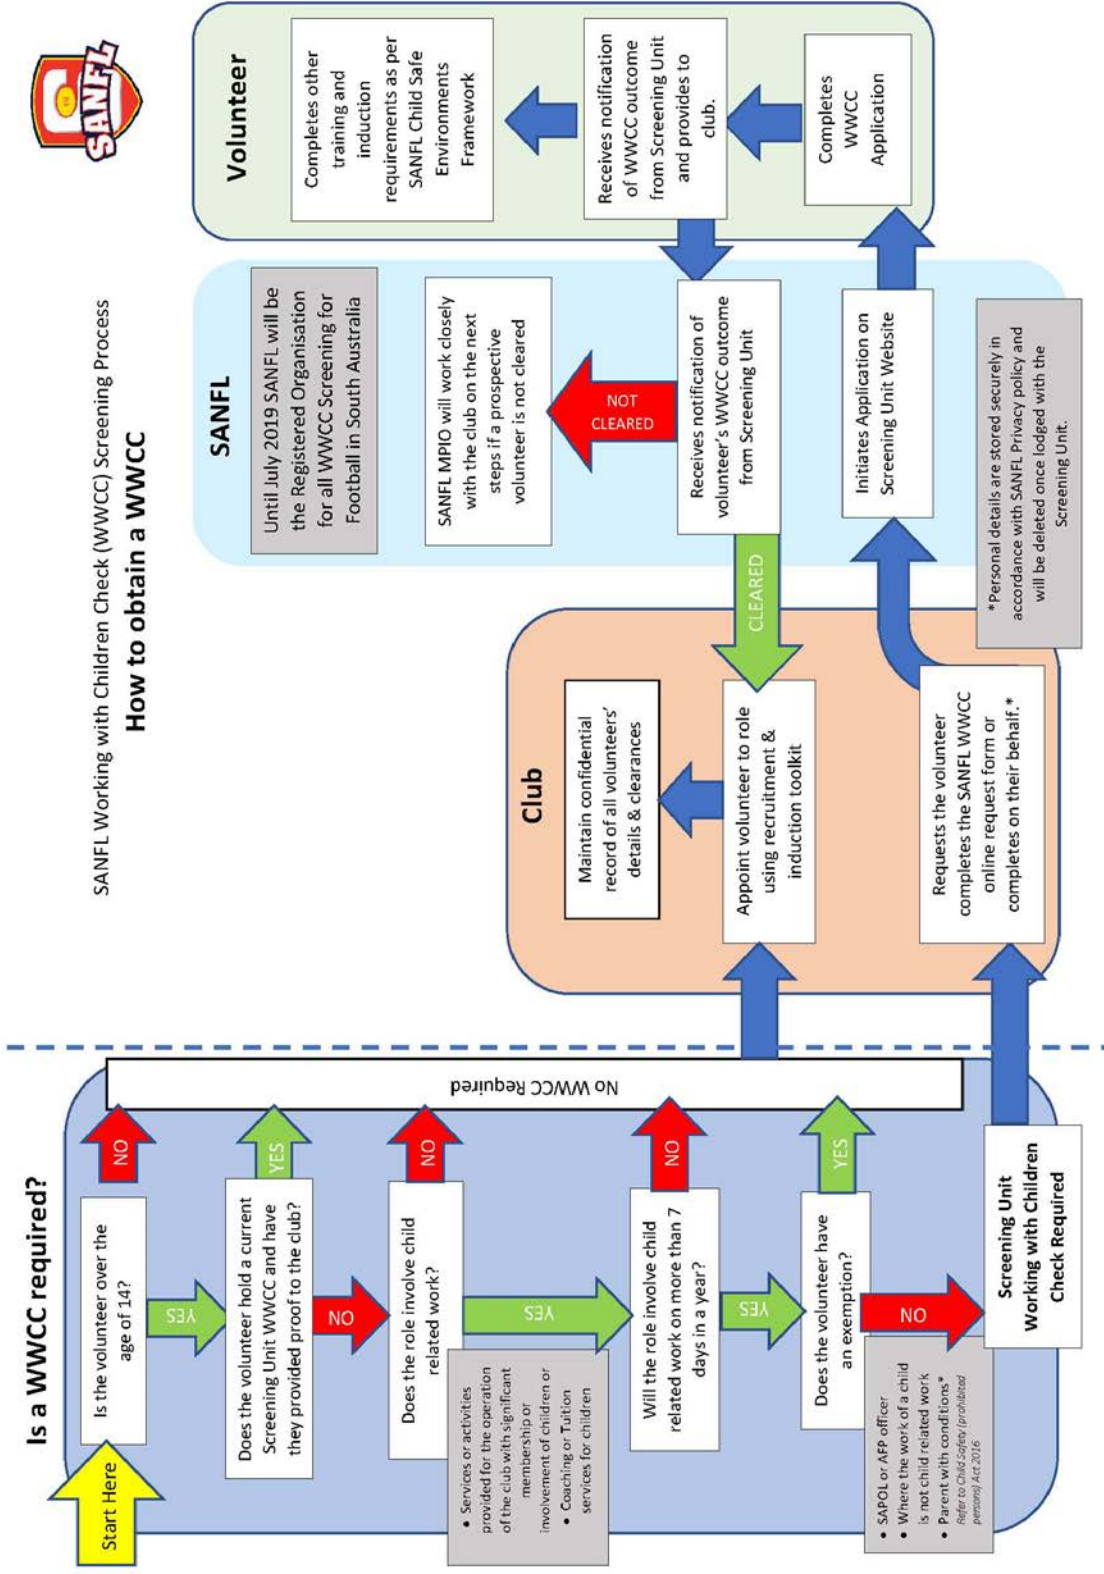 SANFL Working with Children Check (WWCC) Screening Process
How to obtain a WWCC
SANFL
Is a WWCC required?
Start Here
Is the volunteer over the
age of 14?
NO
YES
Does the volunteer hold a current
Screening Unit WWCC and have
they provided proof to the club?
YES
NO
Does the role involve child
related work?
NO
YES
• Services or activities
provided for the operation
of the club with significant
membership or
involvement of children or
• Coaching or Tuition
services for children
Will the role involve child
related work on more than 7
days in a year?
NO
YES
Does the volunteer have
an exemption?
YES
NO
• SAPOL or AFP officer
• Where the work of a child
is not child related work
• Parent with conditions*
Refer to Child Safety (prohibited
persons) Act 2016
Screening Unit
Working with Children
Check Required
No WWCC Required
Club
Maintain confidential
record of all volunteers'
details & clearances
Appoint volunteer to role
using recruitment &
induction toolkit
Requests the volunteer
completes the SANFL WWCC
online request form or
completes on their behalf.*
CLEARED
SANFL
Until July 2019 SANFL will be
the Registered Organisation
for all WWCC Screening for
Football in South Australia
SANFL MPIO will work closely
with the club on the next
steps if a prospective
volunteer is not cleared
NOT
CLEARED
Receives notification of
volunteer's WWCC outcome
from Screening Unit
Initiates Application on
Screening Unit Website
*Personal details are stored securely in
accordance with SANFL Privacy policy and
will be deleted once lodged with the
Screening Unit.
Volunteer
Completes other
training and
induction
requirements as per
SANFL Child Safe
Environments
Framework
Receives notification
of WWCC outcome
from Screening Unit
and provides to
club.
Completes
WWCC
Application